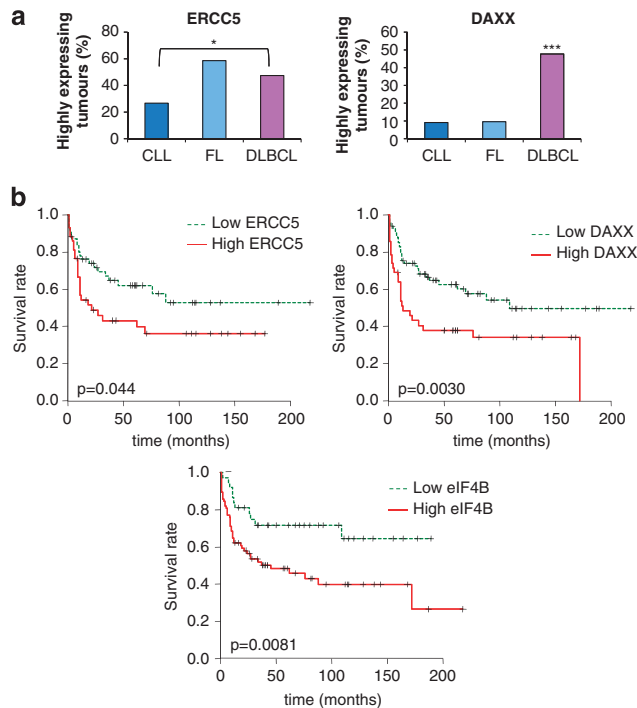 a
ERCC5
Highly expressing
tumours (%)
80
60
40
20
0
*
CLL FL DLBCL
DAXX
Highly expressing
tumours (%)
60
50
40
30
20
10
0
***
CLL FL DLBCL
b
Survival rate
1.0
0.8
0.6
0.4
0.2
0.0
Low ERCC5
High ERCC5
p=0.044
0 50 100 150 200
time (months)
Survival rate
1.0
0.8
0.6
0.4
0.2
0.0
Low DAXX
High DAXX
p=0.0030
0 50 100 150 200
time (months)
Survival rate
1.0
0.8
0.6
0.4
0.2
0.0
Low eIF4B
High eIF4B
p=0.0081
0 50 100 150 200
time (months)